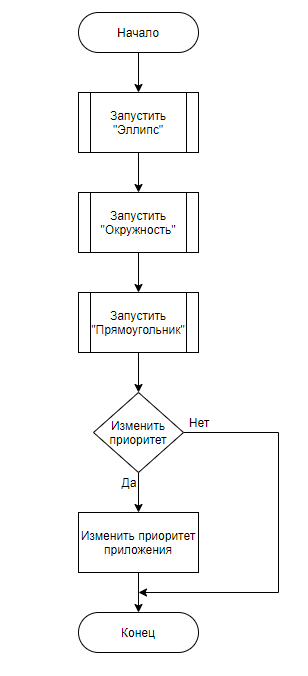 Начало
Запустить
"Эллипс"
Запустить
"Окружность"
Запустить
"Прямоугольник"
Изменить
приоритет
Нет
Да
Изменить приоритет
приложения
Конец